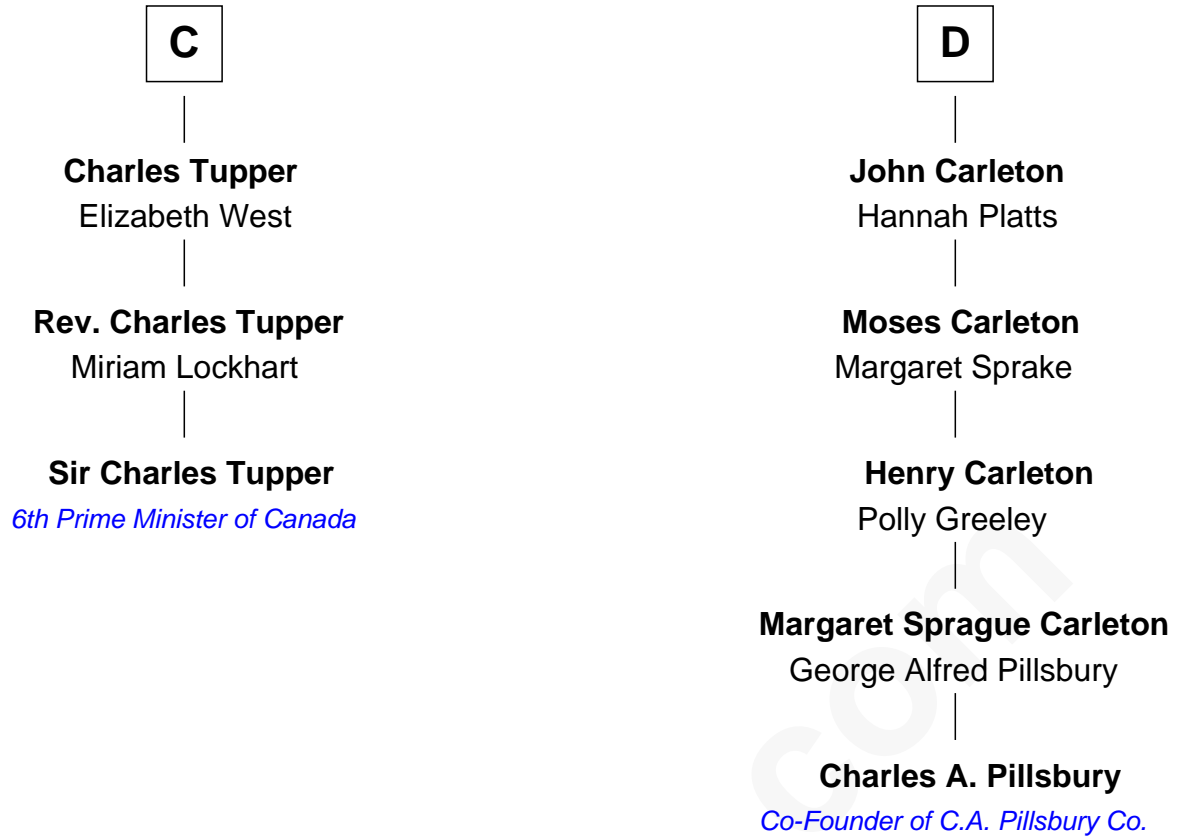 C
Charles Tupper
Elizabeth West
Rev. Charles Tupper
Miriam Lockhart
Sir Charles Tupper
6th Prime Minister of Canada
D
John Carleton
Hannah Platts
Moses Carleton
Margaret Sprake
Henry Carleton
Polly Greeley
Margaret Sprague Carleton
George Alfred Pillsbury
Charles A. Pillsbury
Co-Founder of C.A. Pillsbury Co.
com